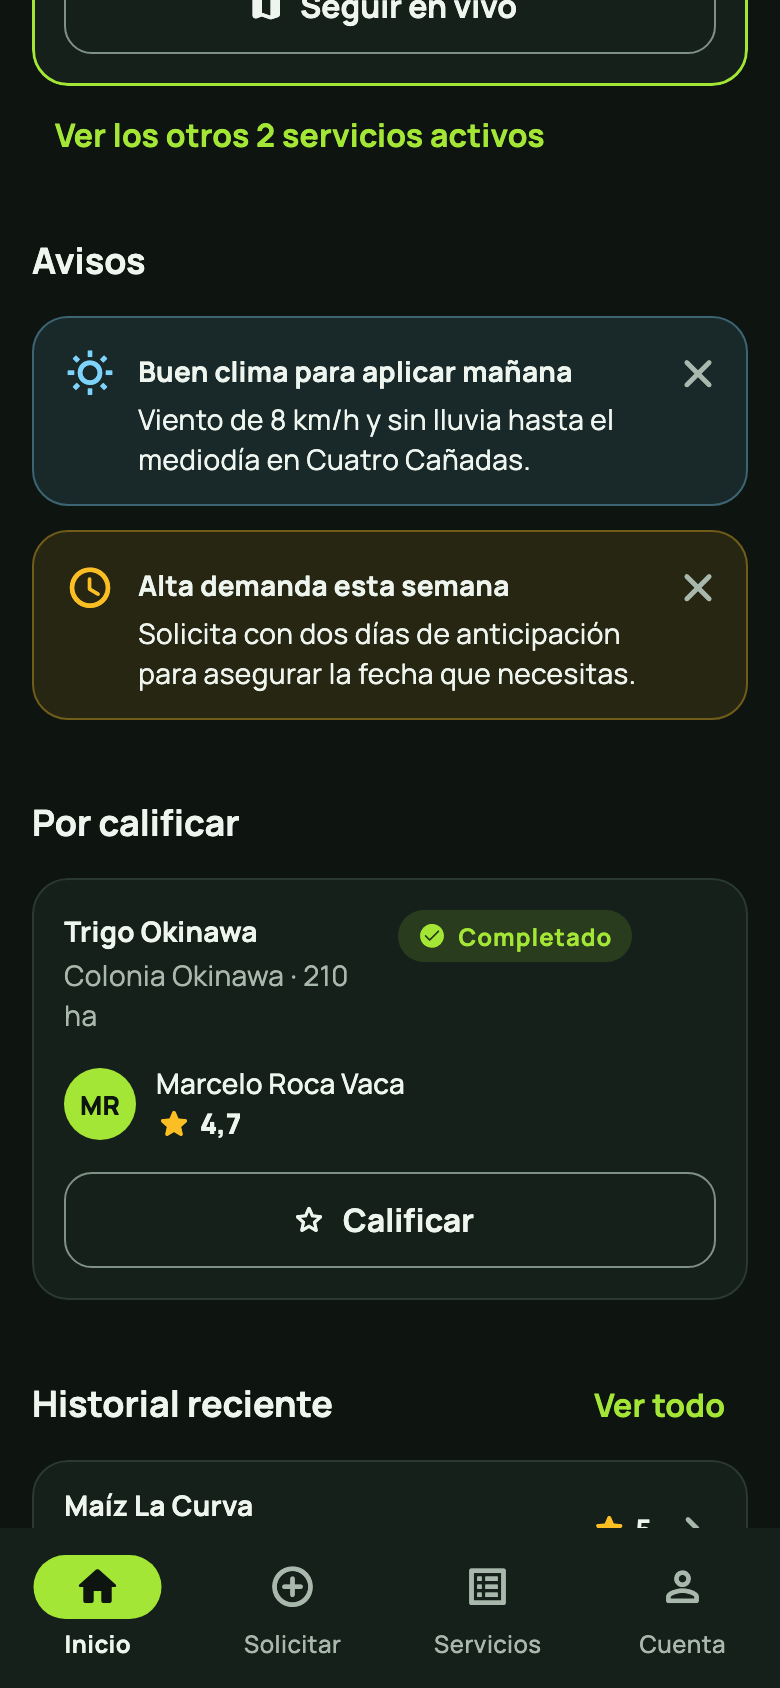 Seguir en vivo
Ver los otros 2 servicios activos
Avisos
Buen clima para aplicar mañana
Viento de 8 km/h y sin lluvia hasta el
mediodía en Cuatro Cañadas.
Alta demanda esta semana
Solicita con dos días de anticipación
para asegurar la fecha que necesitas.
Por calificar
Trigo Okinawa
Completado
Colonia Okinawa · 210
ha
MR
Marcelo Roca Vaca
4,7
Calificar
Historial reciente
Ver todo
Maíz La Curva
5
Inicio
Solicitar
Servicios
Cuenta